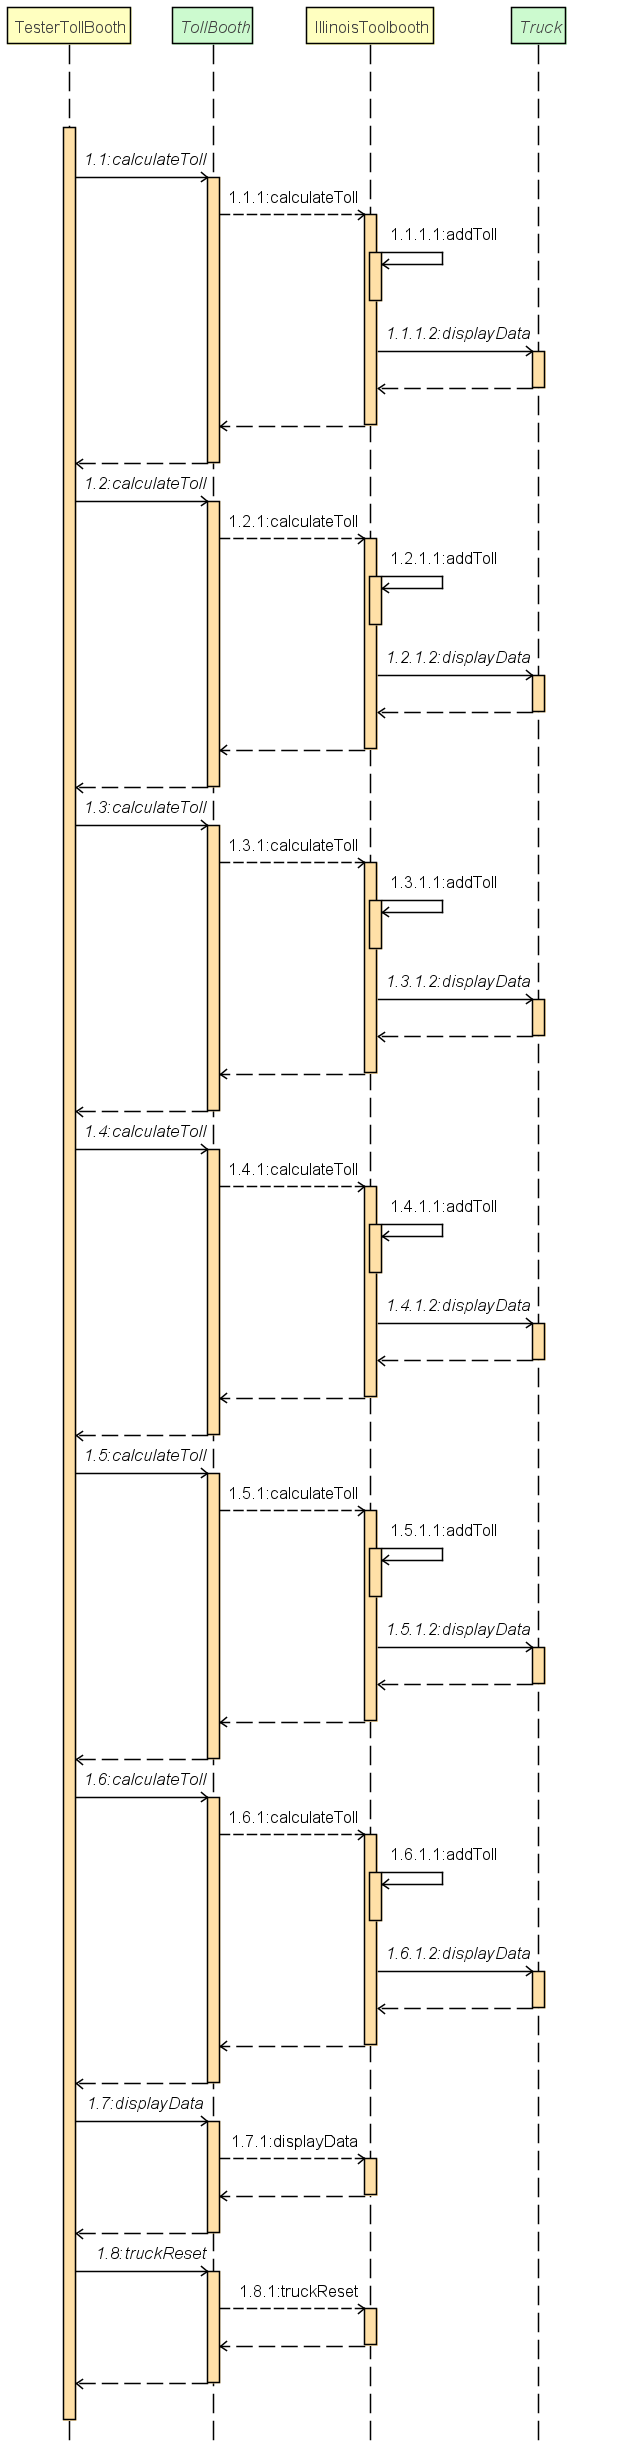 TesterTollBooth
TollBooth
IllinoisToolbooth
Truck
1.1:calculateToll
1.1.1:calculateToll
1.1.1.1:addToll
1.1.1.2:displayData
1.2:calculateToll
1.2.1:calculateToll
1.2.1.1:addToll
1.2.1.2:displayData
1.3:calculateToll
1.3.1:calculateToll
1.3.1.1:addToll
1.3.1.2:displayData
1.4:calculateToll
1.4.1:calculateToll
1.4.1.1:addToll
1.4.1.2:displayData
1.5:calculateToll
1.5.1:calculateToll
1.5.1.1:addToll
1.5.1.2:displayData
1.6:calculateToll
1.6.1:calculateToll
1.6.1.1:addToll
1.6.1.2:displayData
1.7:displayData
1.7.1:displayData
1.8:truckReset
1.8.1:truckReset